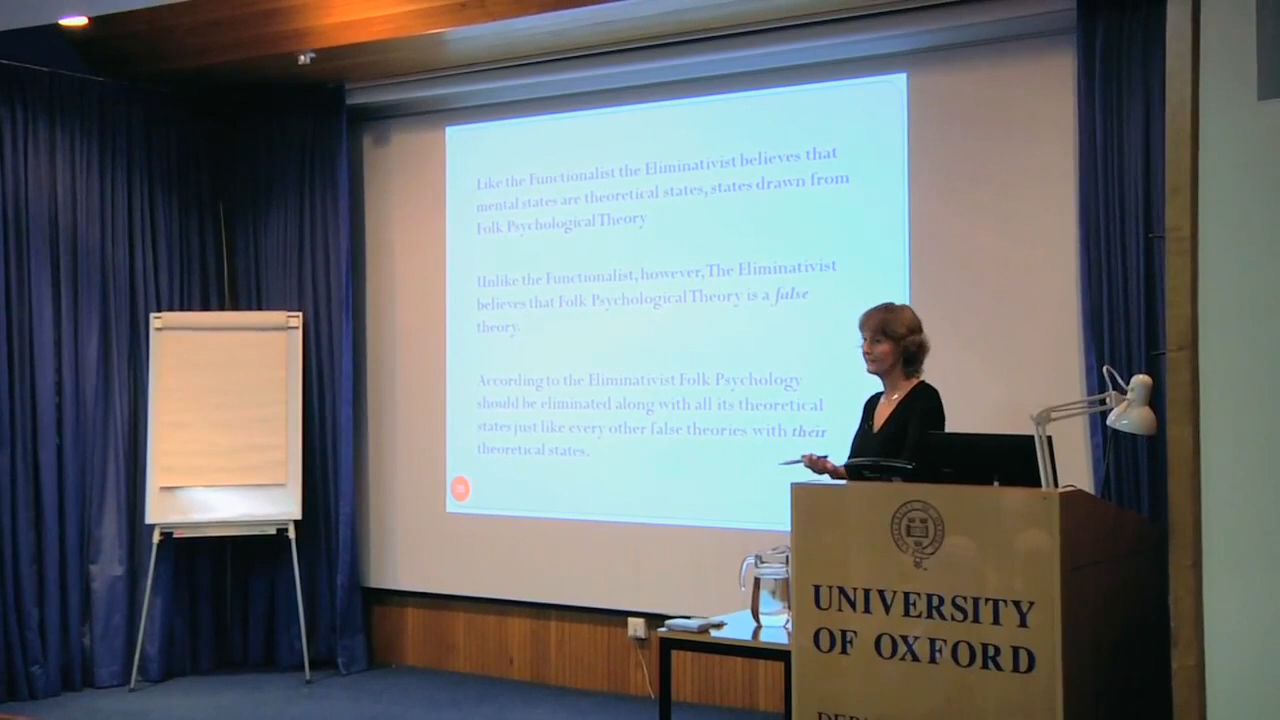 Like the Functionalist the Eliminativist believes that
mental states are theoretical states, states drawn from
Folk Psychological Theory
Unlike the Functionalist, however, The Eliminativist
believes that Folk Psychological Theory is a false
theory.
According to the Eliminativist Folk Psychology
should be eliminated along with all its theoretical
states just like every other false theories with their
theoretical states.
UNIVERSITY
OF OXFORD